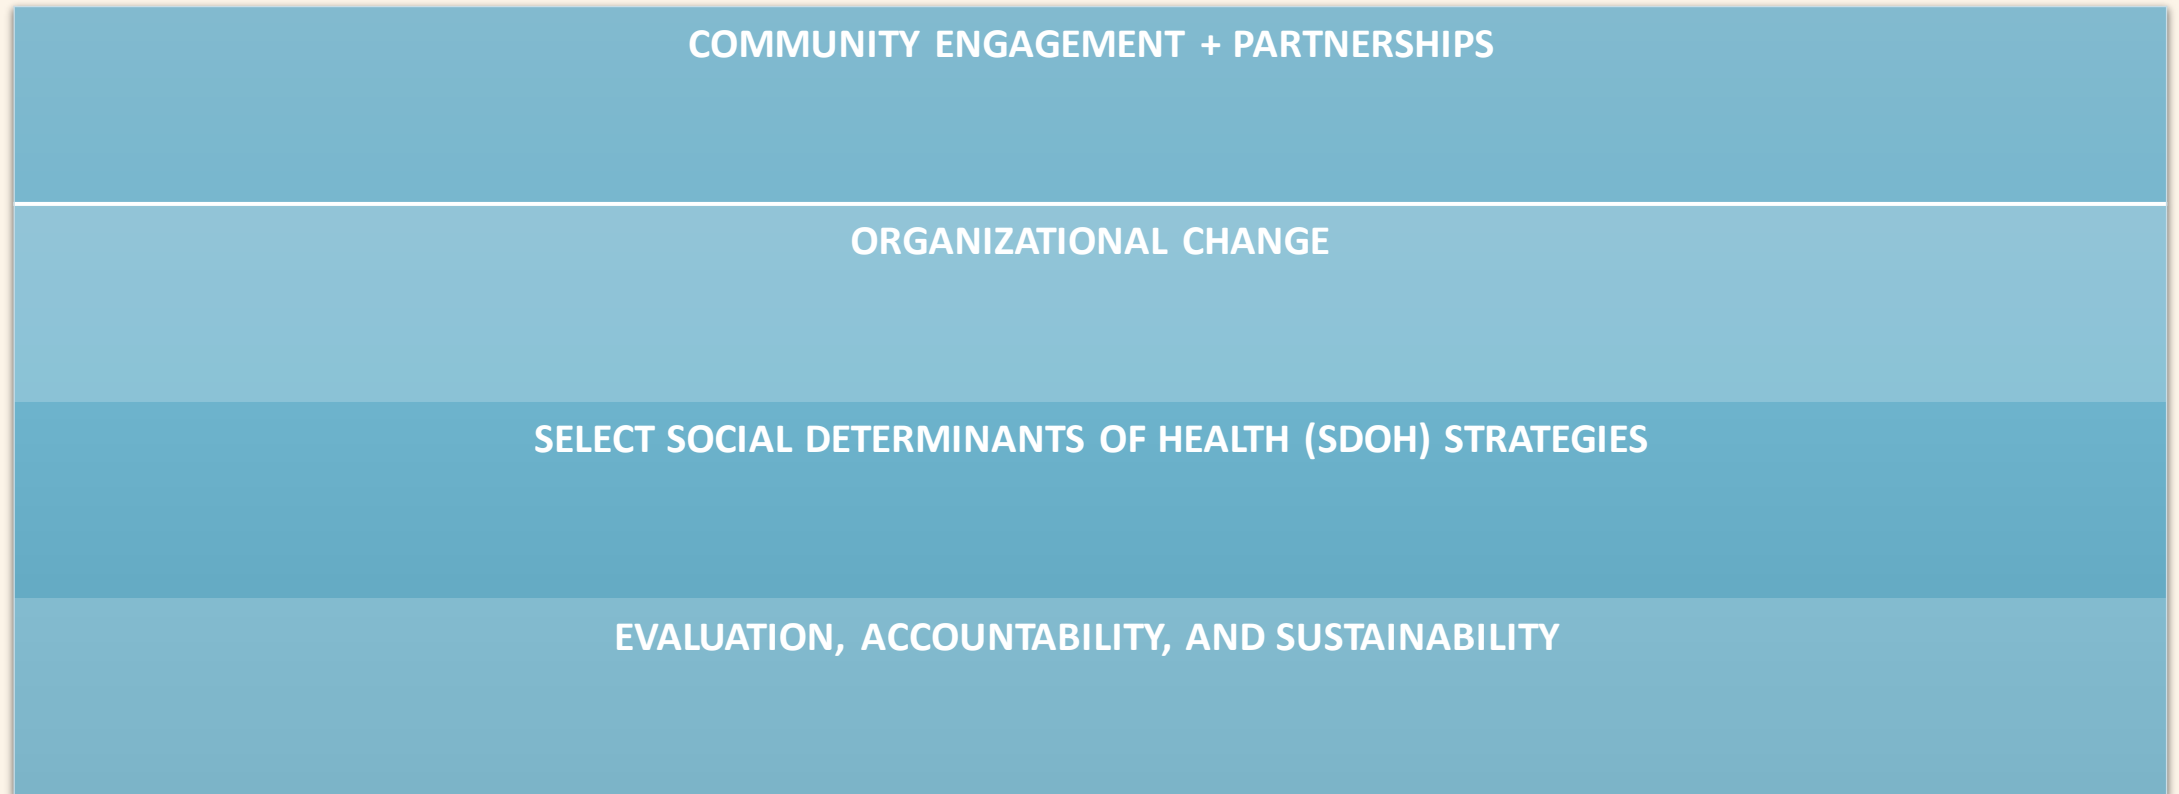 COMMUNITY ENGAGEMENT + PARTNERSHIPS
ORGANIZATIONAL CHANGE
SELECT SOCIAL DETERMINANTS OF HEALTH (SDOH) STRATEGIES
EVALUATION, ACCOUNTABILITY, AND SUSTAINABILITY